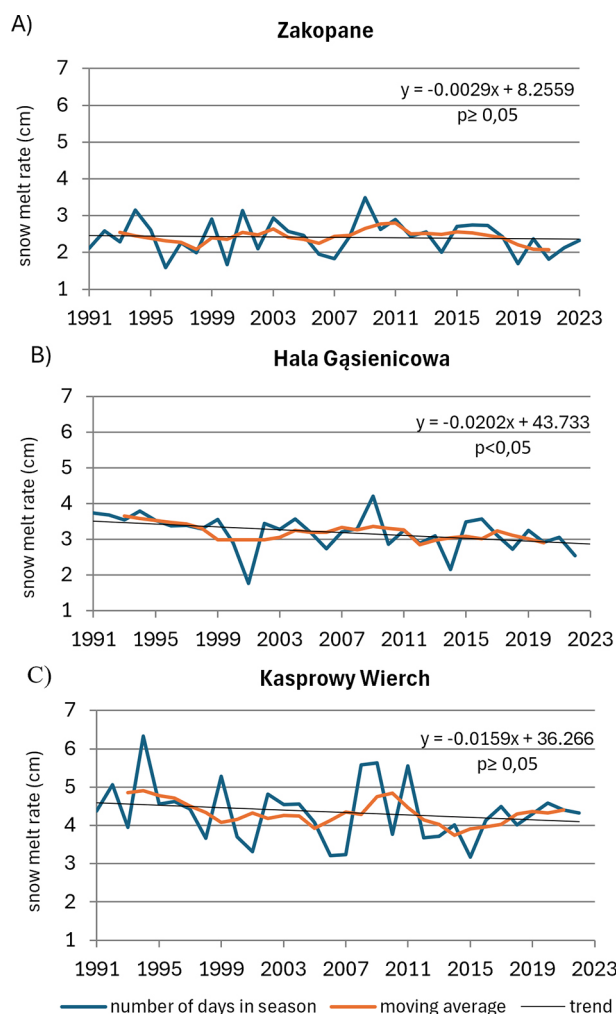 A)
Zakopane
snow melt rate (cm)
7
6
5
4
3
2
1
y = -0.0029x + 8.2559
p≥ 0,05
1991 1995 1999 2003 2007 2011 2015 2019 2023
B)
Hala Gąsienicowa
snow melt rate (cm)
7
6
5
4
3
2
1
y = -0.0202x + 43.733
p<0,05
1991 1995 1999 2003 2007 2011 2015 2019 2023
C)
Kasprowy Wierch
snow melt rate (cm)
7
6
5
4
3
2
1
y = -0.0159x + 36.266
p≥ 0,05
1991 1995 1999 2003 2007 2011 2015 2019 2023
number of days in season moving average trend